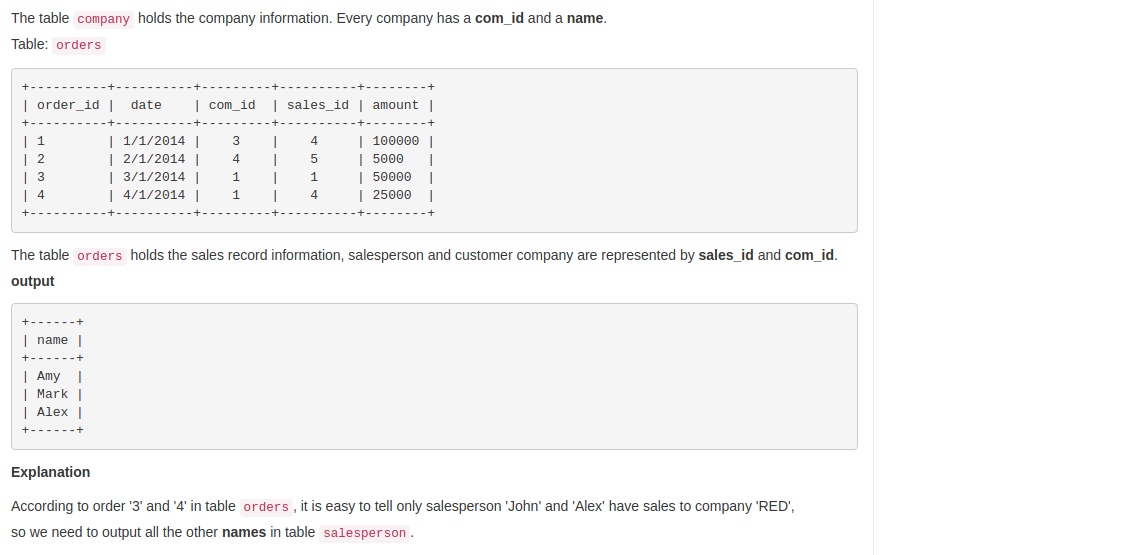 The table company holds the company information. Every company has a com_id and a name.
Table: orders
+----------+----------+---------+----------+--------+
| order_id |  date    | com_id  | sales_id | amount |
+----------+----------+---------+----------+--------+
| 1        | 1/1/2014 |    3    |    4     | 100000 |
| 2        | 2/1/2014 |    4    |    5     | 5000   |
| 3        | 3/1/2014 |    1    |    1     | 50000  |
| 4        | 4/1/2014 |    1    |    4     | 25000  |
+----------+----------+---------+----------+--------+
The table orders holds the sales record information, salesperson and customer company are represented by sales_id and com_id.
output
+------+
| name |
+------+
| Amy  |
| Mark |
| Alex |
+------+
Explanation
According to order '3' and '4' in table orders, it is easy to tell only salesperson 'John' and 'Alex' have sales to company 'RED',
so we need to output all the other names in table salesperson.